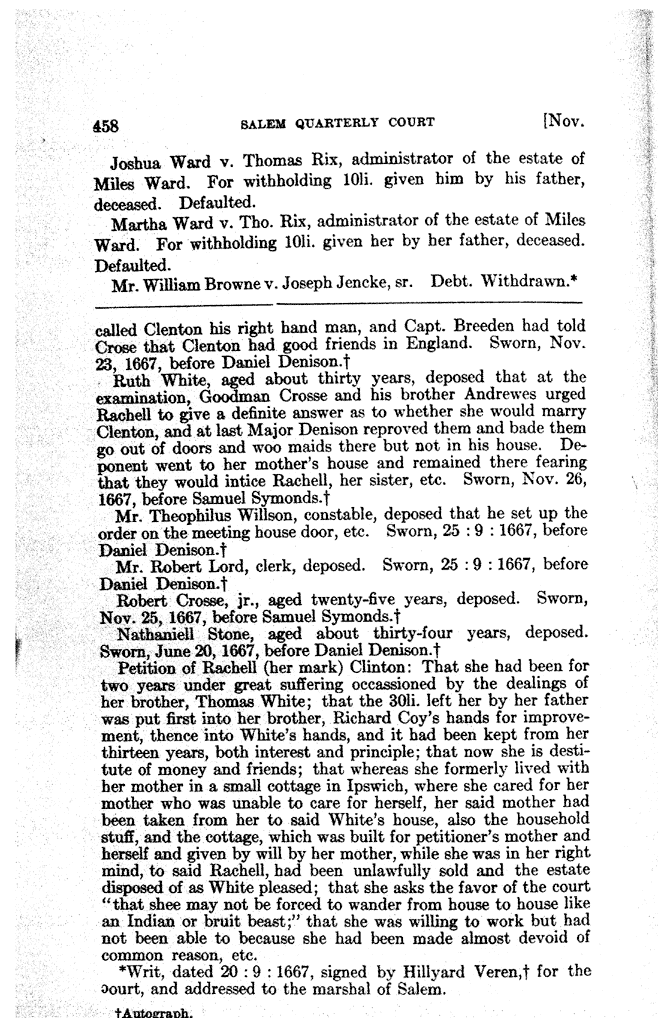 458 SALEM QUARTERLY COURT [Nov.
Joshua Ward v. Thomas Rix, administrator of the estate of
Miles Ward. For withholding 10li. given him by his father,
deceased. Defaulted.
Martha Ward v. Tho. Rix, administrator of the estate of Miles
Ward. For withholding 10li. given her by her father, deceased.
Defaulted.
Mr. William Browne v. Joseph Jencke, sr. Debt. Withdrawn.*
called Clenton his right hand man, and Capt. Breeden had told
Crose that Clenton had good friends in England. Sworn, Nov.
23, 1667, before Daniel Denison.†
Ruth White, aged about thirty years, deposed that at the
examination, Goodman Crosse and his brother Andrewes urged
Rachell to give a definite answer as to whether she would marry
Clenton, and at last Major Denison reproved them and bade them
go out of doors and woo maids there but not in his house. De-
ponent went to her mother's house and remained there fearing
that they would intice Rachell, her sister, etc. Sworn, Nov. 26,
1667, before Samuel Symonds.†
Mr. Theophilus Willson, constable, deposed that he set up the
order on the meeting house door, etc. Sworn, 25 : 9 : 1667, before
Daniel Denison.†
Mr. Robert Lord, clerk, deposed. Sworn, 25 : 9 : 1667, before
Daniel Denison.†
Robert Crosse, jr., aged twenty-five years, deposed. Sworn,
Nov. 25, 1667, before Samuel Symonds.†
Nathaniell Stone, aged about thirty-four years, deposed.
Sworn, June 20, 1667, before Daniel Denison.†
Petition of Rachell (her mark) Clinton: That she had been for
two years under great suffering occassioned by the dealings of
her brother, Thomas White; that the 30li. left her by her father
was put first into her brother, Richard Coy's hands for improve-
ment, thence into White's hands, and it had been kept from her
thirteen years, both interest and principle; that now she is desti-
tute of money and friends; that whereas she formerly lived with
her mother in a small cottage in Ipswich, where she cared for her
mother who was unable to care for herself, her said mother had
been taken from her to said White's house, also the household
stuff, and the cottage, which was built for petitioner's mother and
herself and given by will by her mother, while she was in her right
mind, to said Rachell, had been unlawfully sold and the estate
disposed of as White pleased; that she asks the favor of the court
"that shee may not be forced to wander from house to house like
an Indian or bruit beast;" that she was willing to work but had
not been able to because she had been made almost devoid of
common reason, etc.
*Writ, dated 20 : 9 : 1667, signed by Hillyard Veren,† for the
court, and addressed to the marshal of Salem.
†Autograph.